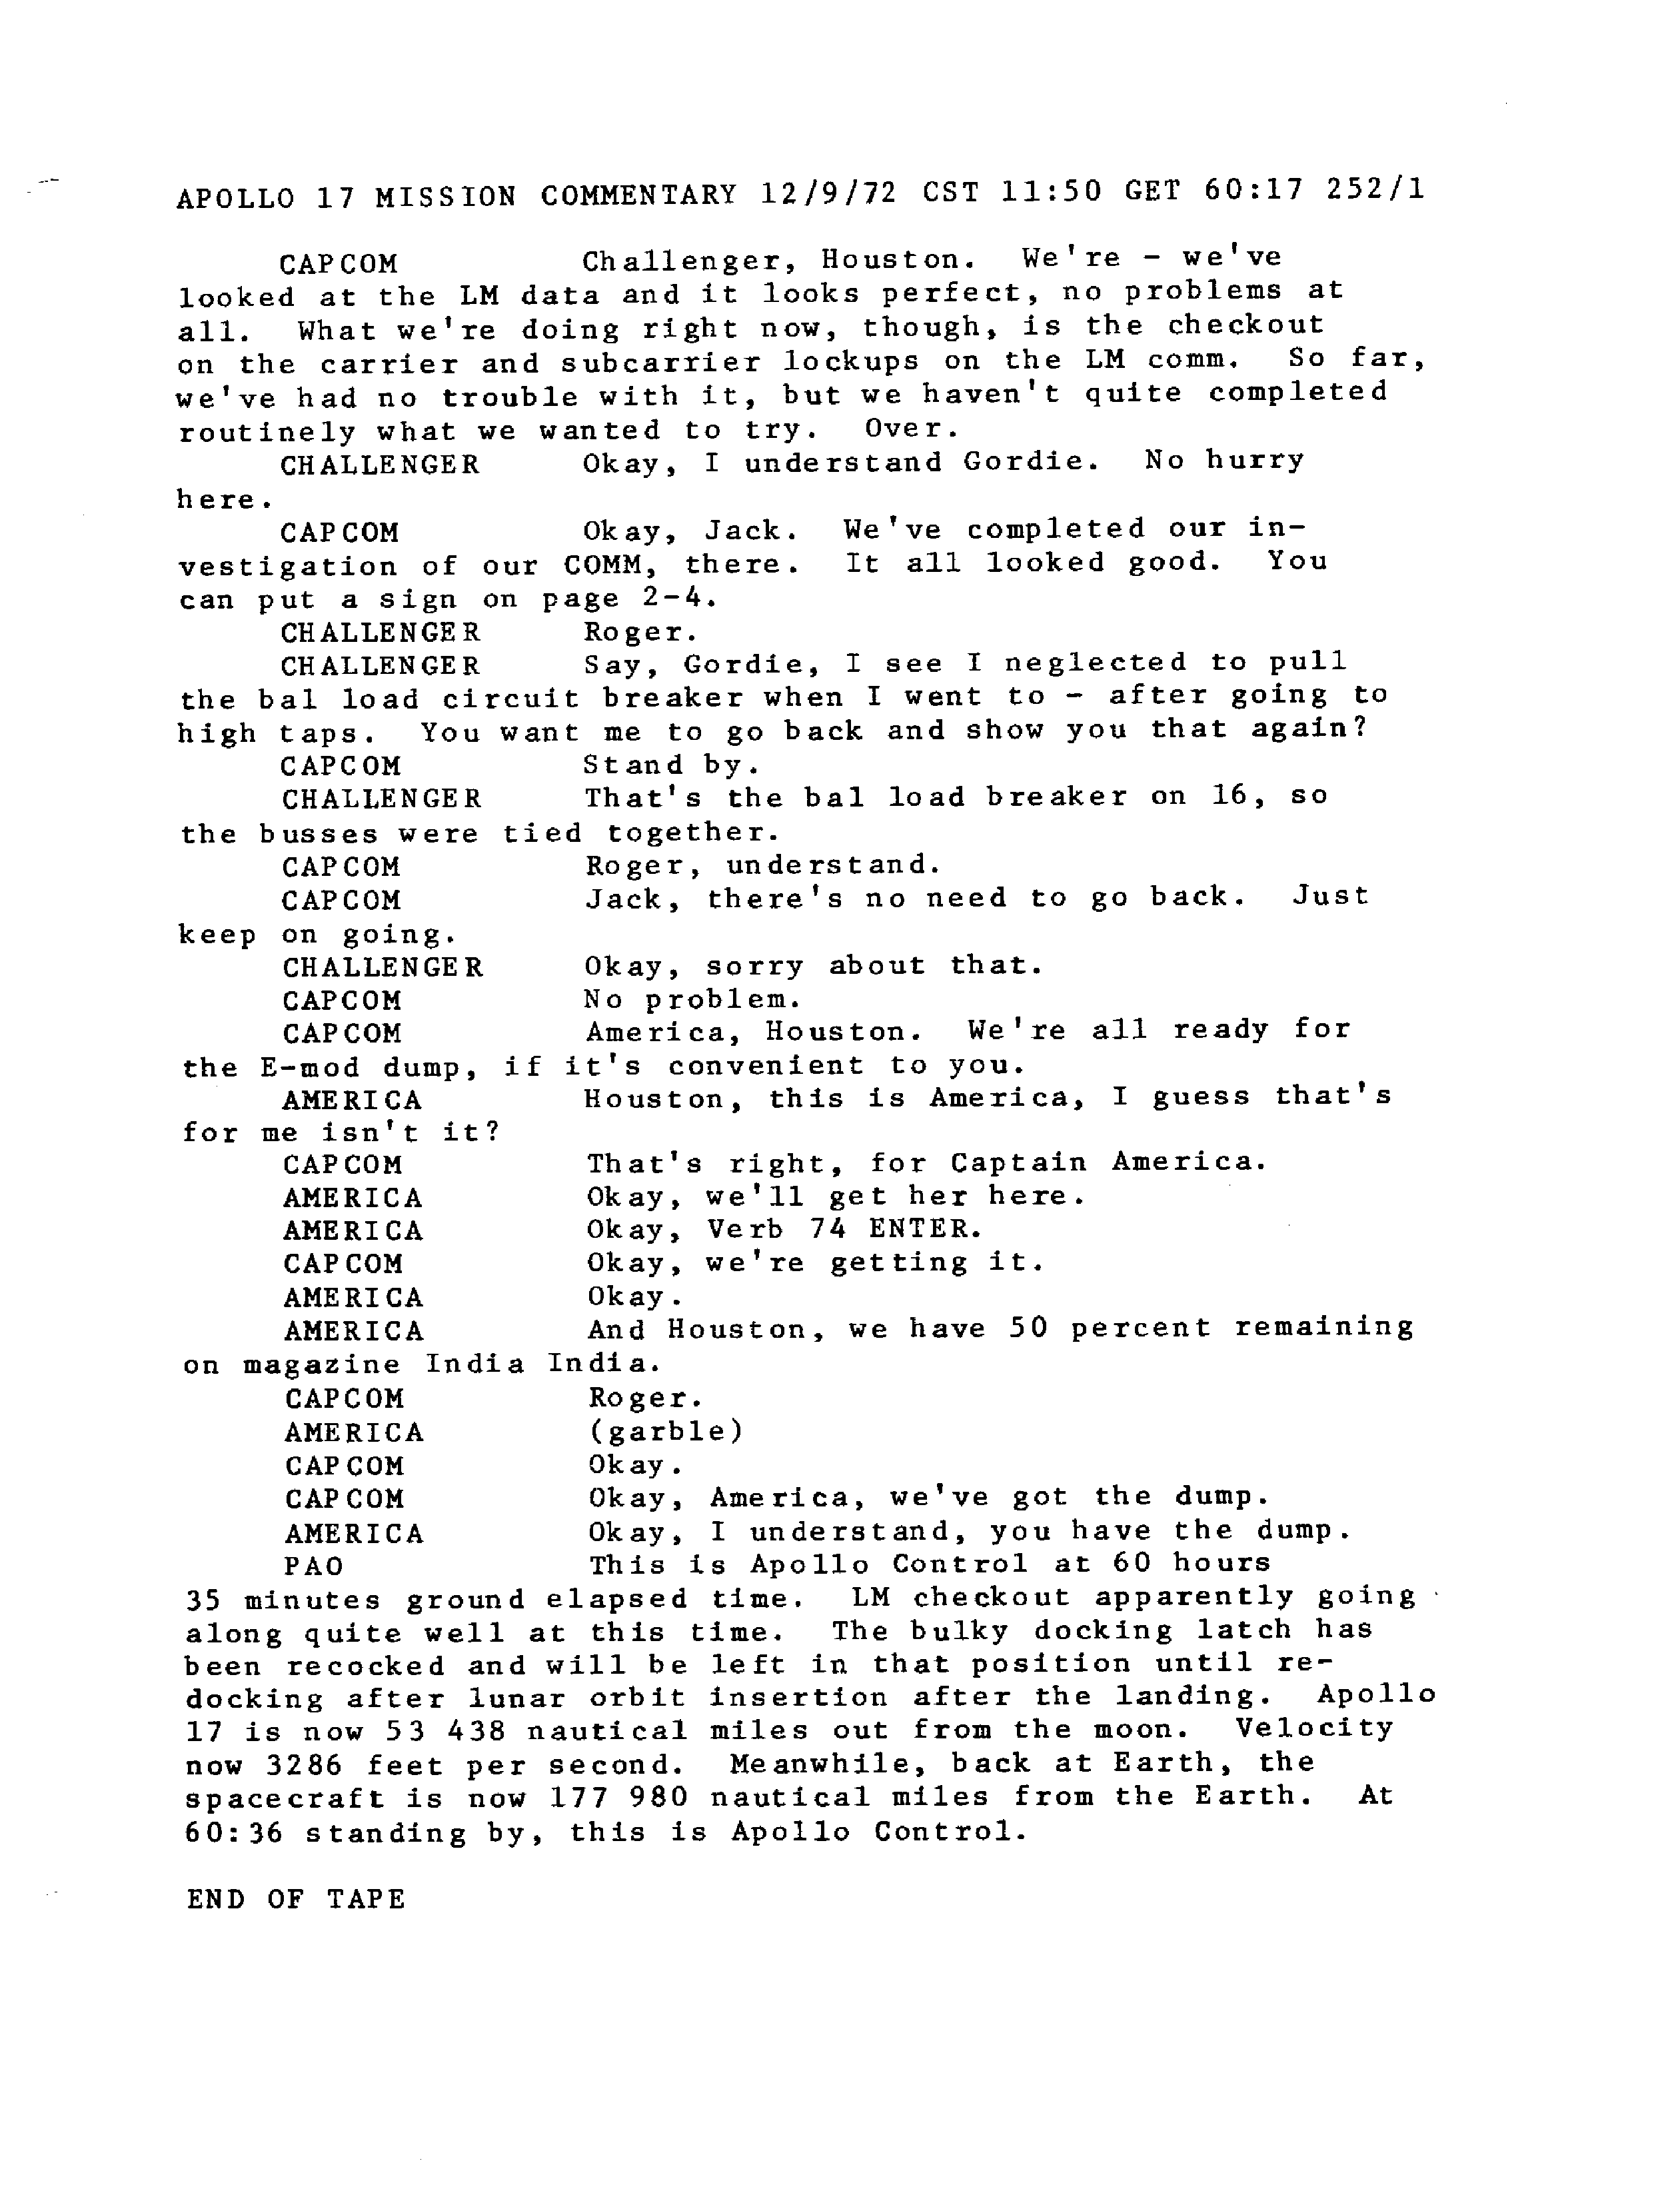 APOLLO 17 MISSION COMMENTARY 12/9/72 CST 11:50 GET 60:17 252/1
CAPCOM Challenger, Houston. We're - we've
looked at the LM data and it looks perfect, no problems at
all. What we're doing right now, though, is the checkout
on the carrier and subcarrier lockups on the LM comm. So far,
we've had no trouble with it, but we haven't quite completed
routinely what we wanted to try. Over.
CHALLENGER Okay, I understand Gordie. No hurry
here.
CAPCOM Okay, Jack. We've completed our in-
vestigation of our COMM, there. It all looked good. You
can put a sign on page 2-4.
CHALLENGER Roger.
CHALLENGER Say, Gordie, I see I neglected to pull
the bal load circuit breaker when I went to - after going to
high taps. You want me to go back and show you that again?
CAPCOM Stand by.
CHALLENGER That's the bal load breaker on 16, so
the busses were tied together.
CAPCOM Roger, understand.
CAPCOM Jack, there's no need to go back. Just
keep on going.
CHALLENGER Okay, sorry about that.
CAPCOM No problem.
CAPCOM America, Houston. We're all ready for
the E-mod dump, if it's convenient to you.
AMERICA Houston, this is America, I guess that's
for me isn't it?
CAPCOM That's right, for Captain America.
AMERICA Okay, we'll get her here.
AMERICA Okay, Verb 74 ENTER.
CAPCOM Okay, we're getting it.
AMERICA Okay.
AMERICA And Houston, we have 50 percent remaining
on magazine India India.
CAPCOM Roger.
AMERICA (garble)
CAPCOM Okay.
CAPCOM Okay, America, we've got the dump.
AMERICA Okay, I understand, you have the dump.
PAO This is Apollo Control at 60 hours
35 minutes ground elapsed time. LM checkout apparently going
along quite well at this time. The bulky docking latch has
been recocked and will be left in that position until re-
docking after lunar orbit insertion after the landing. Apollo
17 is now 53 438 nautical miles out from the moon. Velocity
now 3286 feet per second. Meanwhile, back at Earth, the
spacecraft is now 177 980 nautical miles from the Earth. At
60:36 standing by, this is Apollo Control.
END OF TAPE